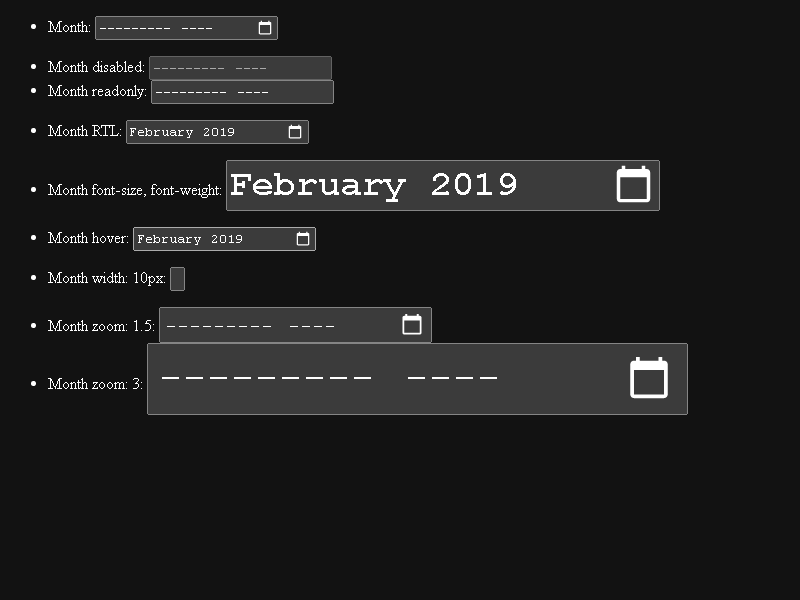 Month: --------- ----
Month disabled: --------- ----
Month readonly: --------- ----
Month RTL: February 2019
Month font-size, font-weight: February 2019
Month hover: February 2019
Month width: 10px:
Month zoom: 1.5: --------- ----
Month zoom: 3: --------- ----